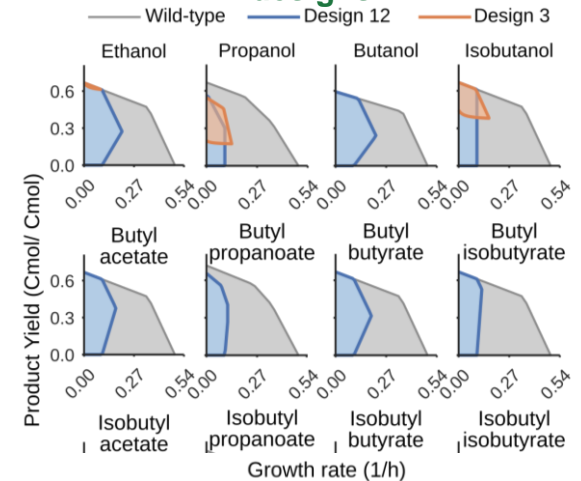 Wild-type Design 12 Design 3
Ethanol Propanol Butanol Isobutanol
0.6
0.3
0.0
0.00 0.27 0.54 0.00 0.27 0.54 0.00 0.27 0.54 0.00 0.27 0.54
Butyl acetate Butyl propanoate Butyl butyrate Butyl isobutyrate
0.6
0.3
0.0
0.00 0.27 0.54 0.00 0.27 0.54 0.00 0.27 0.54 0.00 0.27 0.54
Isobutyl acetate Isobutyl propanoate Isobutyl butyrate Isobutyl isobutyrate
Product Yield (Cmol/ Cmol)
Growth rate (1/h)